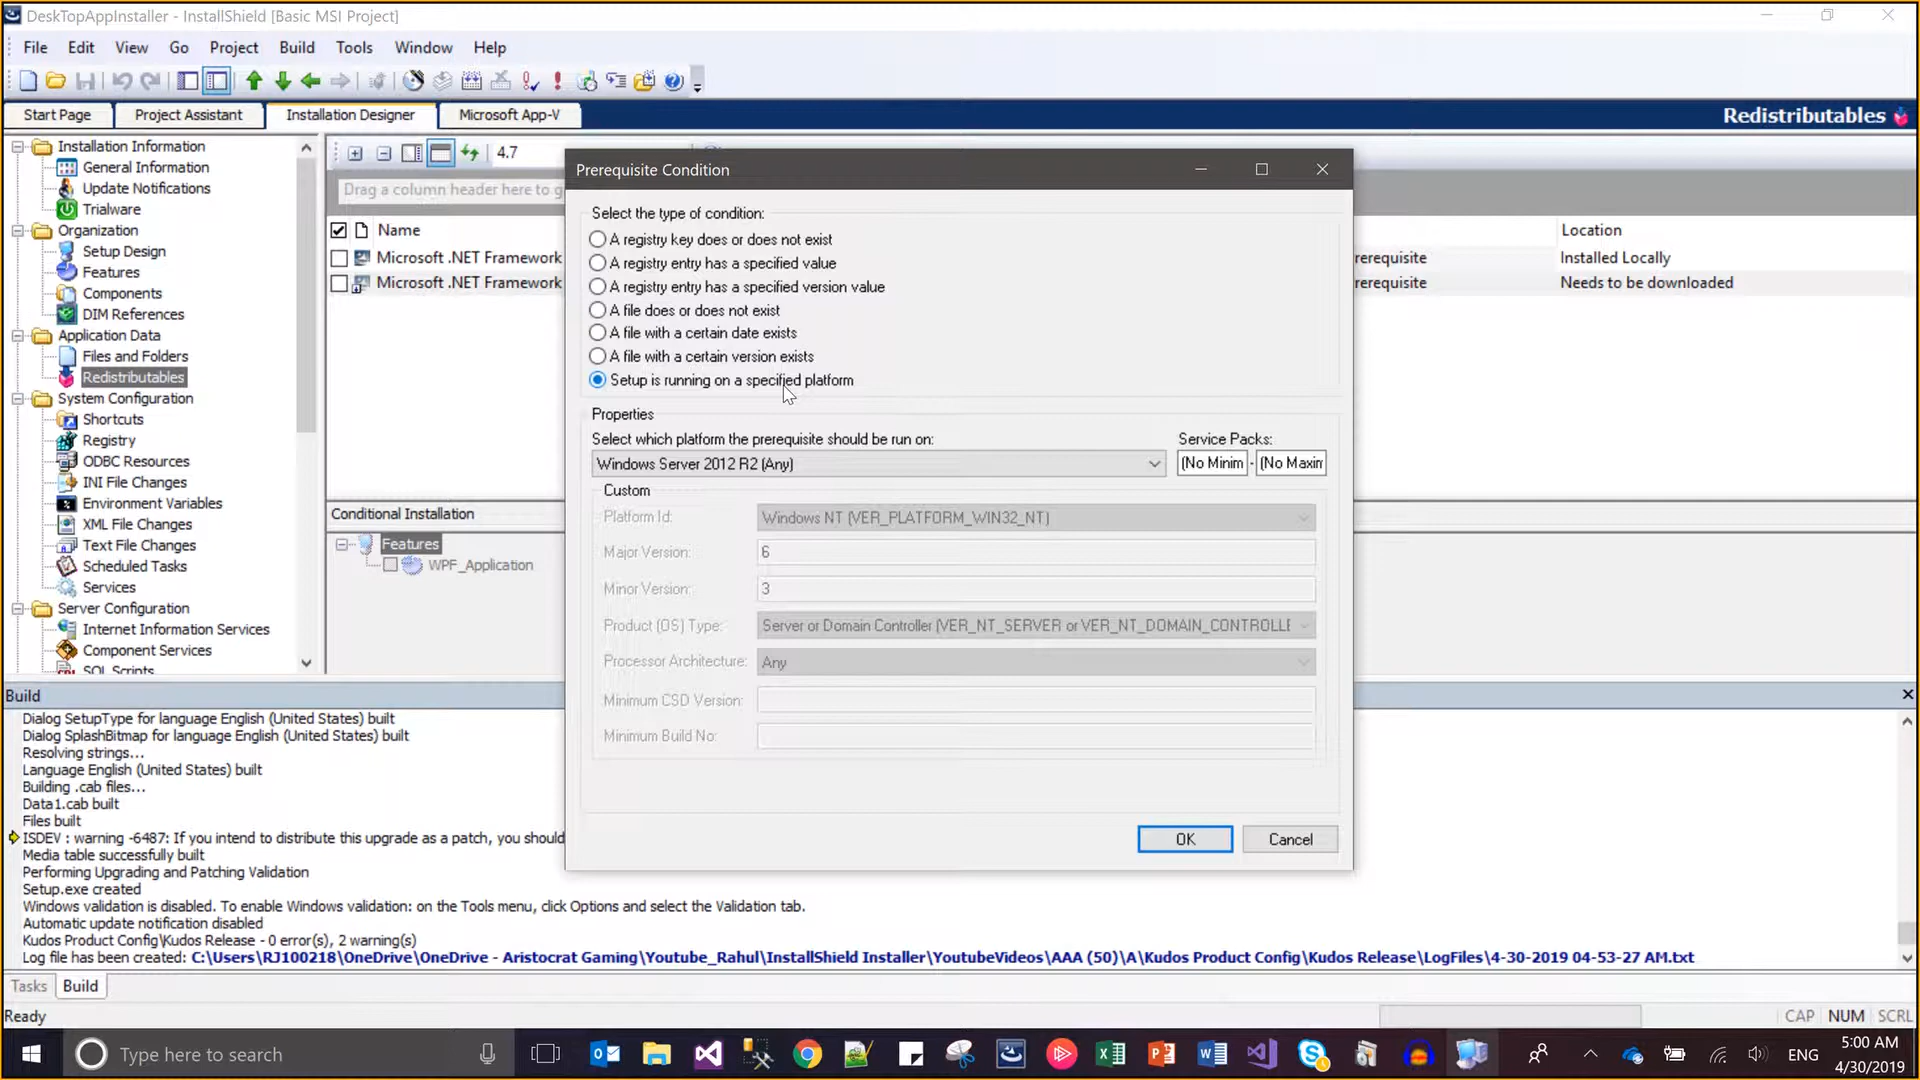 DeskTopAppInstaller - InstallShield [Basic MSI Project]
File Edit View Go Project Build Tools Window Help
Start Page Project Assistant Installation Designer Microsoft App-V Redistributables
Installation Information
General Information
Update Notifications
Trialware
Organization
Setup Design
Features
Components
DIM References
Application Data
Files and Folders
Redistributables
System Configuration
Shortcuts
Registry
ODBC Resources
INI File Changes
Environment Variables
XML File Changes
Text File Changes
Scheduled Tasks
Services
Server Configuration
Internet Information Services
Component Services
SQL Scripts
4.7
Drag a column header here to g
Name
Location
Microsoft .NET Framework
rerequisite
Installed Locally
Microsoft .NET Framework
rerequisite
Needs to be downloaded
Conditional Installation
Features
WPF_Application
Prerequisite Condition
Select the type of condition:
A registry key does or does not exist
A registry entry has a specified value
A registry entry has a specified version value
A file does or does not exist
A file with a certain date exists
A file with a certain version exists
Setup is running on a specified platform
Properties
Select which platform the prerequisite should be run on:
Service Packs:
Windows Server 2012 R2 (Any)
(No Minim - (No Maxin
Custom
Platform Id: Windows NT (VER_PLATFORM_WIN32_NT)
Major Version: 6
Minor Version: 3
Product (OS) Type: Server or Domain Controller (VER_NT_SERVER or VER_NT_DOMAIN_CONTROLLE
Processor Architecture: Any
Minimum CSD Version:
Minimum Build No:
OK Cancel
Build
Dialog SetupType for language English (United States) built
Dialog SplashBitmap for language English (United States) built
Resolving strings...
Language English (United States) built
Building .cab files...
Data1.cab built
Files built
ISDEV : warning -6487: If you intend to distribute this upgrade as a patch, you should
Media table successfully built
Performing Upgrading and Patching Validation
Setup.exe created
Windows validation is disabled. To enable Windows validation: on the Tools menu, click Options and select the Validation tab.
Automatic update notification disabled
Kudos Product Config\Kudos Release - 0 error(s), 2 warning(s)
Log file has been created: C:\Users\RJ100218\OneDrive\OneDrive - Aristocrat Gaming\Youtube_Rahul\InstallShield Installer\YoutubeVideos\AAA (50)\A\Kudos Product Config\Kudos Release\LogFiles\4-30-2019 04-53-27 AM.txt
Tasks Build
Ready
CAP NUM SCRL
Type here to search
ENG
5:00 AM
4/30/2019